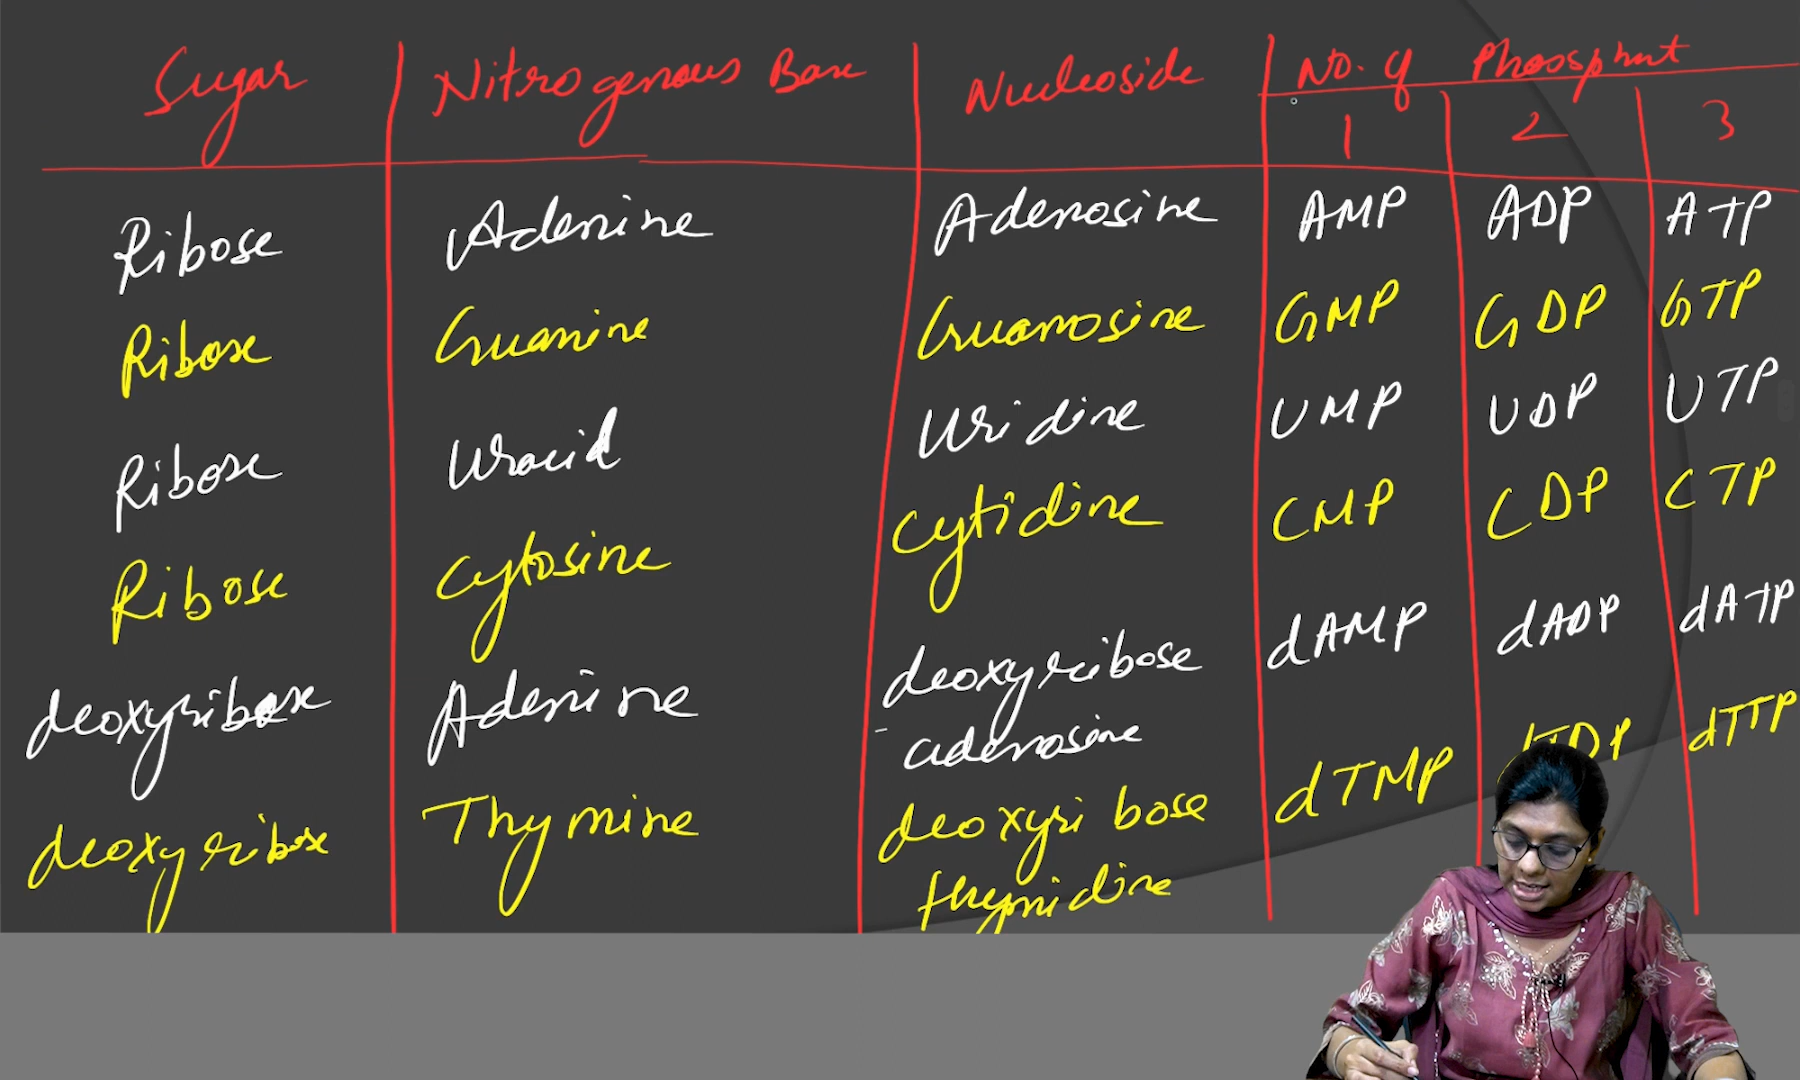 Sugar Nitrogenous Base Nucleoside No. of Phosphat
1 2 3
Ribose Adenine Adenosine AMP ADP ATP
Ribose Guanine Guanosine GMP GDP GTP
Ribose Uracil Uridine UMP UDP UTP
Ribose Cytosine Cytidine CMP CDP CTP
deoxyribose Adenine deoxyribose dAMP dADP dATP
adenosine
deoxyribose Thymine deoxyribose dTMP dTDP dTTP
thymidine